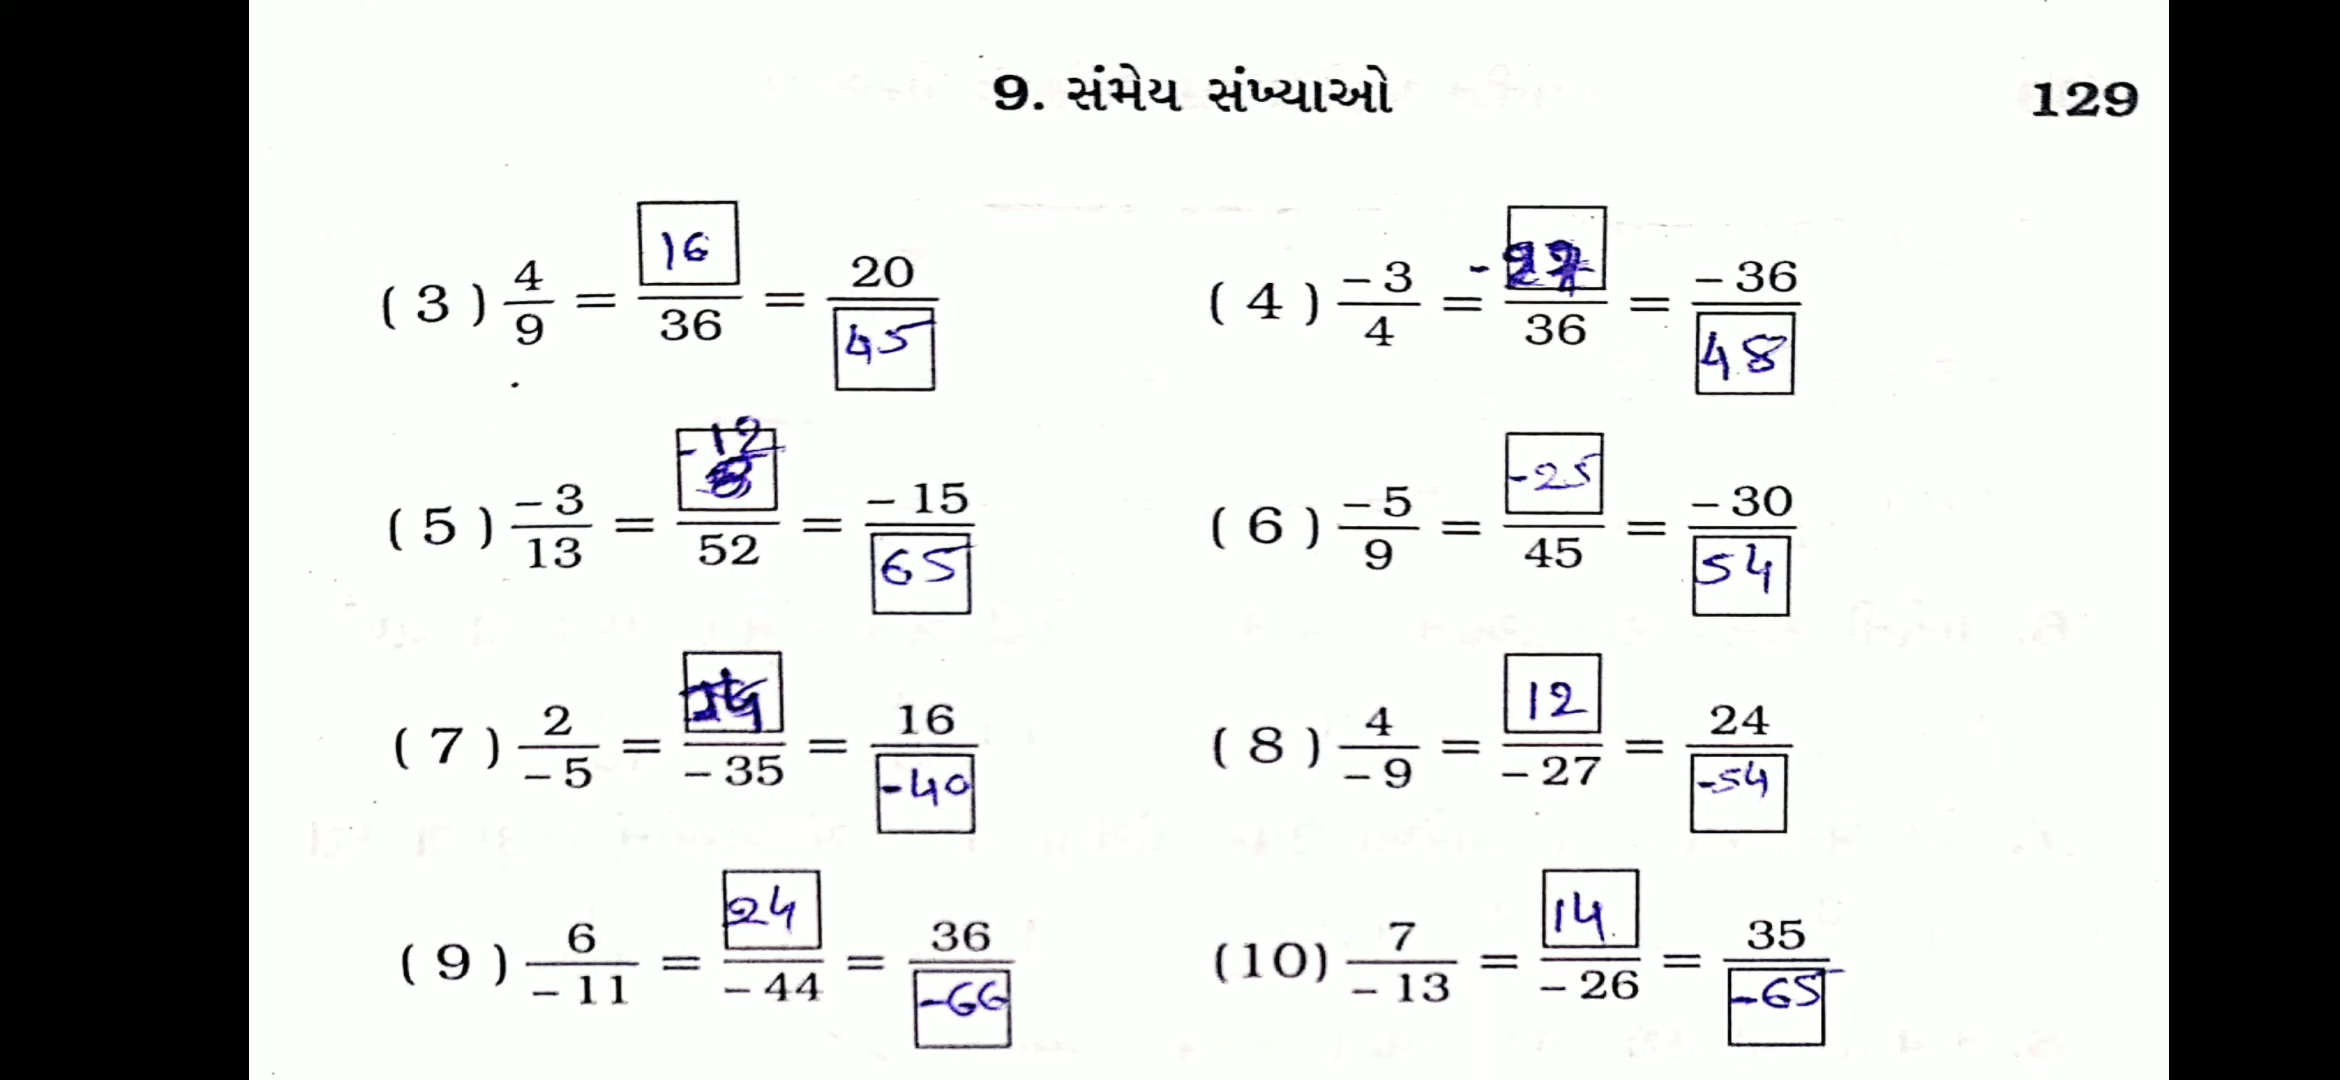 9. સંમેય સંખ્યાઓ 129
(3) 4/9 = 16/36 = 20/45 (4) -3/4 = -27/36 = -36/48
(5) -3/13 = -12/52 = -15/65 (6) -5/9 = -25/45 = -30/54
(7) 2/-5 = 14/-35 = 16/-40 (8) 4/-9 = 12/-27 = 24/-54
(9) 6/-11 = 24/-44 = 36/-66 (10) 7/-13 = 14/-26 = 35/-65